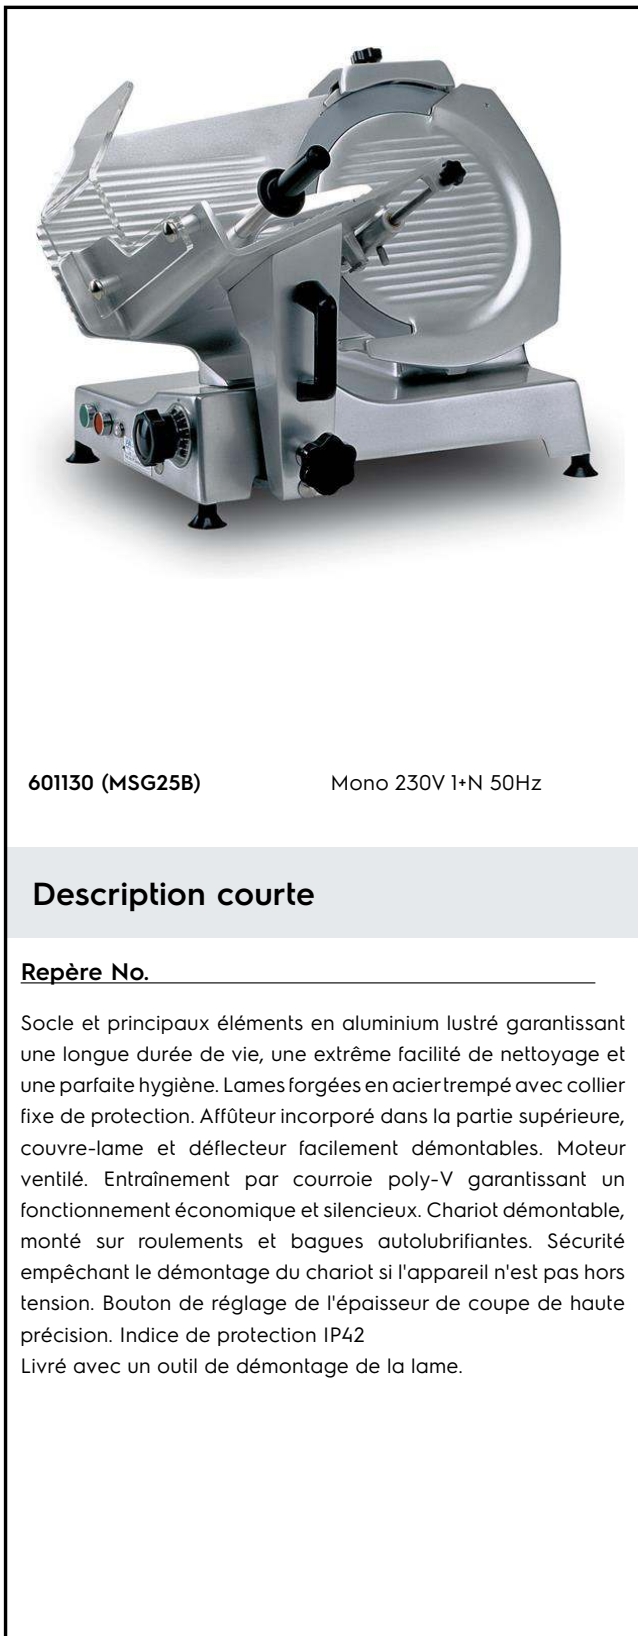 601130 (MSG25B) Mono 230V 1+N 50Hz
Description courte
Repère No.
Socle et principaux éléments en aluminium lustré garantissant
une longue durée de vie, une extrême facilité de nettoyage et
une parfaite hygiène. Lames forgées en acier trempé avec collier
fixe de protection. Affûteur incorporé dans la partie supérieure,
couvre-lame et déflecteur facilement démontables. Moteur
ventilé. Entraînement par courroie poly-V garantissant un
fonctionnement économique et silencieux. Chariot démontable,
monté sur roulements et bagues autolubrifiantes. Sécurité
empêchant le démontage du chariot si l'appareil n'est pas hors
tension. Bouton de réglage de l'épaisseur de coupe de haute
précision. Indice de protection IP42
Livré avec un outil de démontage de la lame.